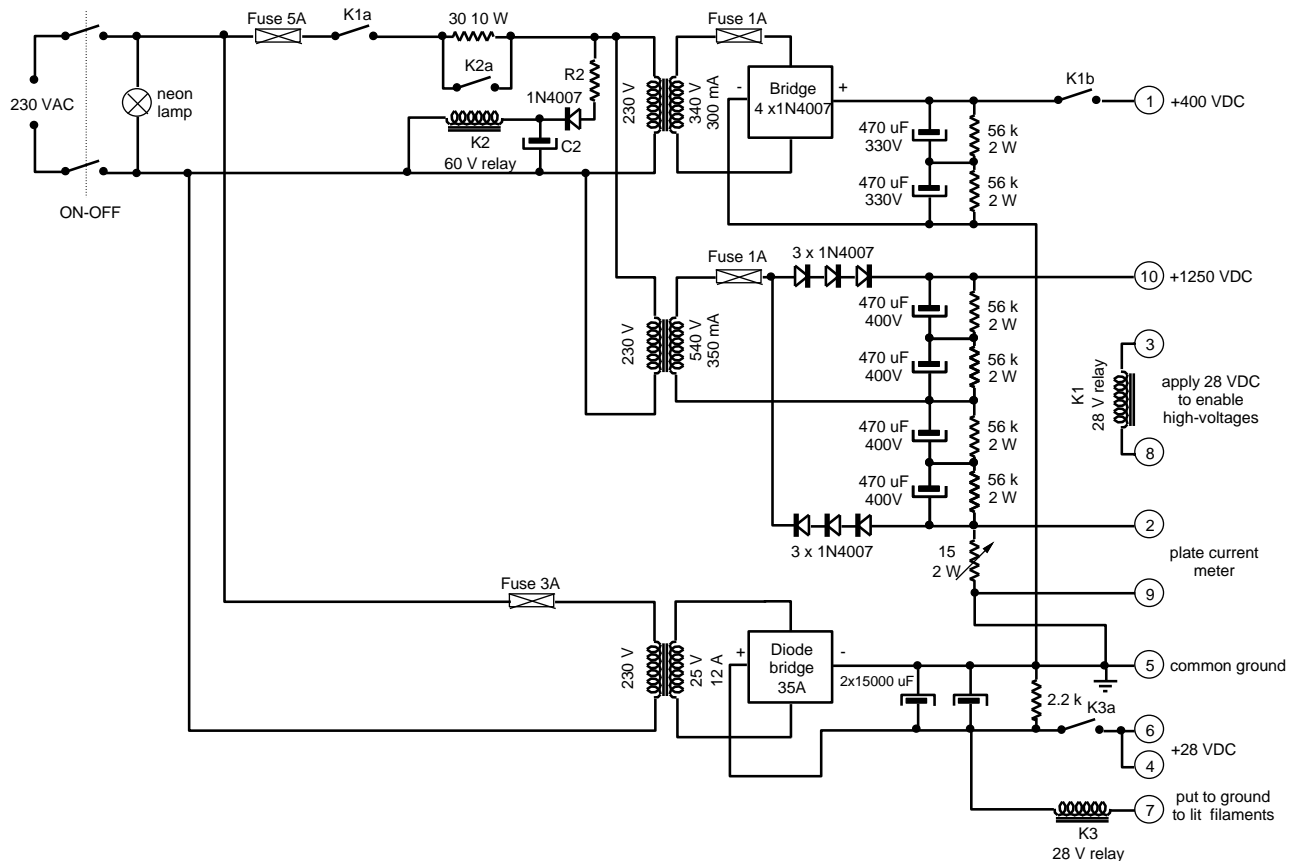 Fuse 5A
K1a
30 10 W
Fuse 1A
K2a
R2
1N4007
230 VAC
neon
lamp
K2
60 V relay
C2
230 V
340 V
300 mA
-
Bridge
4 x1N4007
+
K1b
1
+400 VDC
470 uF
330V
56 k
2 W
470 uF
330V
56 k
2 W
ON-OFF
Fuse 1A
3 x 1N4007
10
+1250 VDC
230 V
540 V
350 mA
470 uF
400V
56 k
2 W
470 uF
400V
56 k
2 W
470 uF
400V
56 k
2 W
470 uF
400V
56 k
2 W
3 x 1N4007
3
K1
28 V relay
apply 28 VDC
to enable
high-voltages
8
2
15
2 W
plate current
meter
9
Fuse 3A
230 V
25 V
12 A
+
Diode
bridge
35A
-
2x15000 uF
5
common ground
2.2 k
K3a
6
+28 VDC
4
7
put to ground
to lit filaments
K3
28 V relay